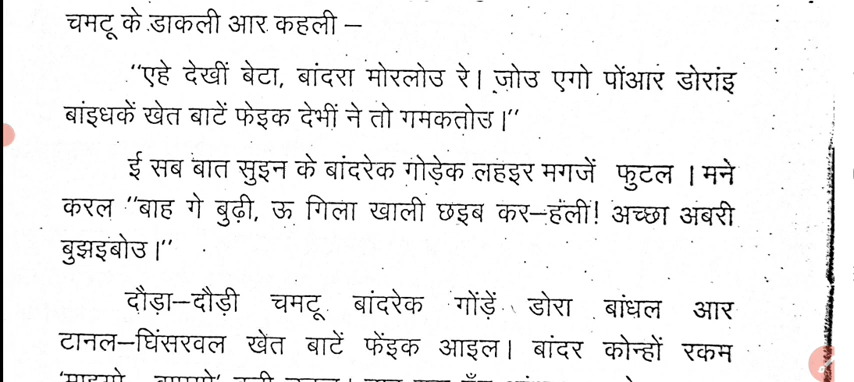 चमटू के डाकली आर कहली –
“एहे देखीं बेटा, बांदरा मोरलोउ रे। जोउ एगो पोंआर डोरांइ
बांइधकें खेत बाटें फेइक देभीं ने तो गमकतोउ।”
ई सब बात सुइन के बांदरेक गोड़ेक लहइर मगजें फुटल । मने
करल “बाह गे बुढ़ी, ऊ गिला खाली छइब कर–हंली! अच्छा अबरी
बुझइबोउ।”
दौड़ा–दौड़ी चमटू बांदरेक गोंड़ें डोरा बांधल आर
टानल–घिंसरवल खेत बाटें फेंइक आइल। बांदर कोन्हों रकम